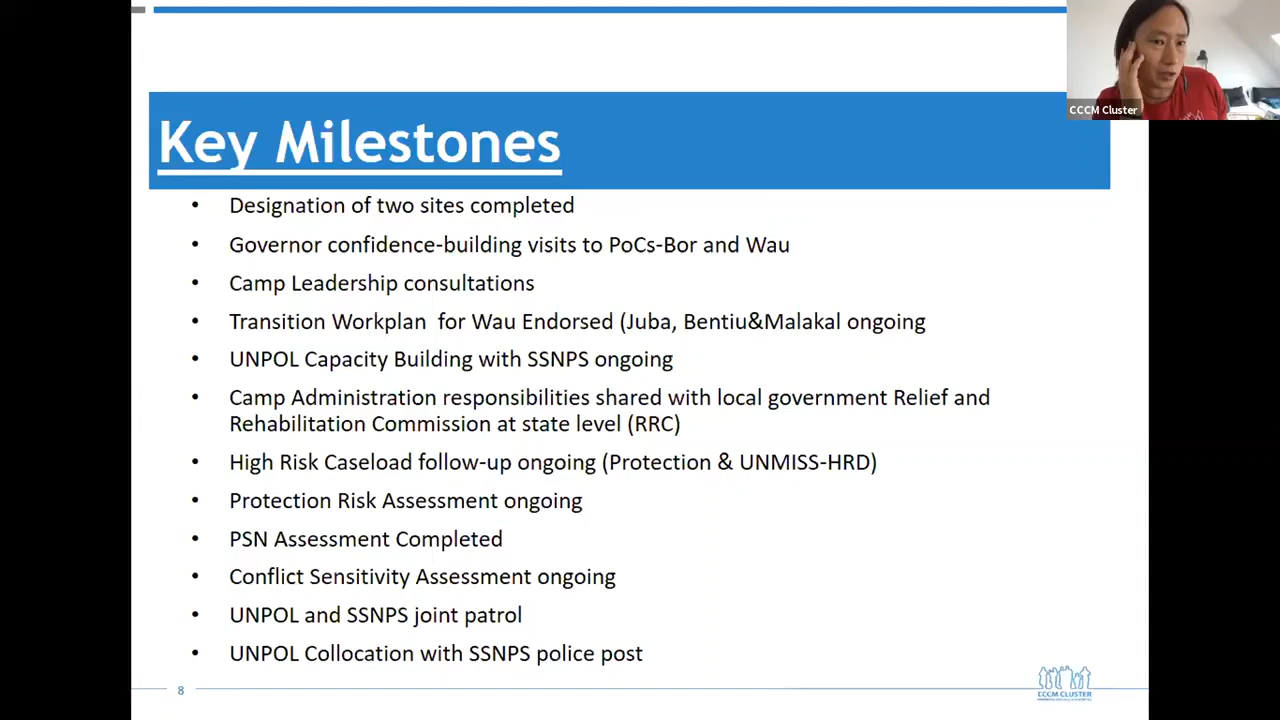 CCCM Cluster
Key Milestones
• Designation of two sites completed
• Governor confidence-building visits to PoCs-Bor and Wau
• Camp Leadership consultations
• Transition Workplan for Wau Endorsed (Juba, Bentiu&Malakal ongoing
• UNPOL Capacity Building with SSNPS ongoing
• Camp Administration responsibilities shared with local government Relief and
Rehabilitation Commission at state level (RRC)
• High Risk Caseload follow-up ongoing (Protection & UNMISS-HRD)
• Protection Risk Assessment ongoing
• PSN Assessment Completed
• Conflict Sensitivity Assessment ongoing
• UNPOL and SSNPS joint patrol
• UNPOL Collocation with SSNPS police post
8
CCCM CLUSTER